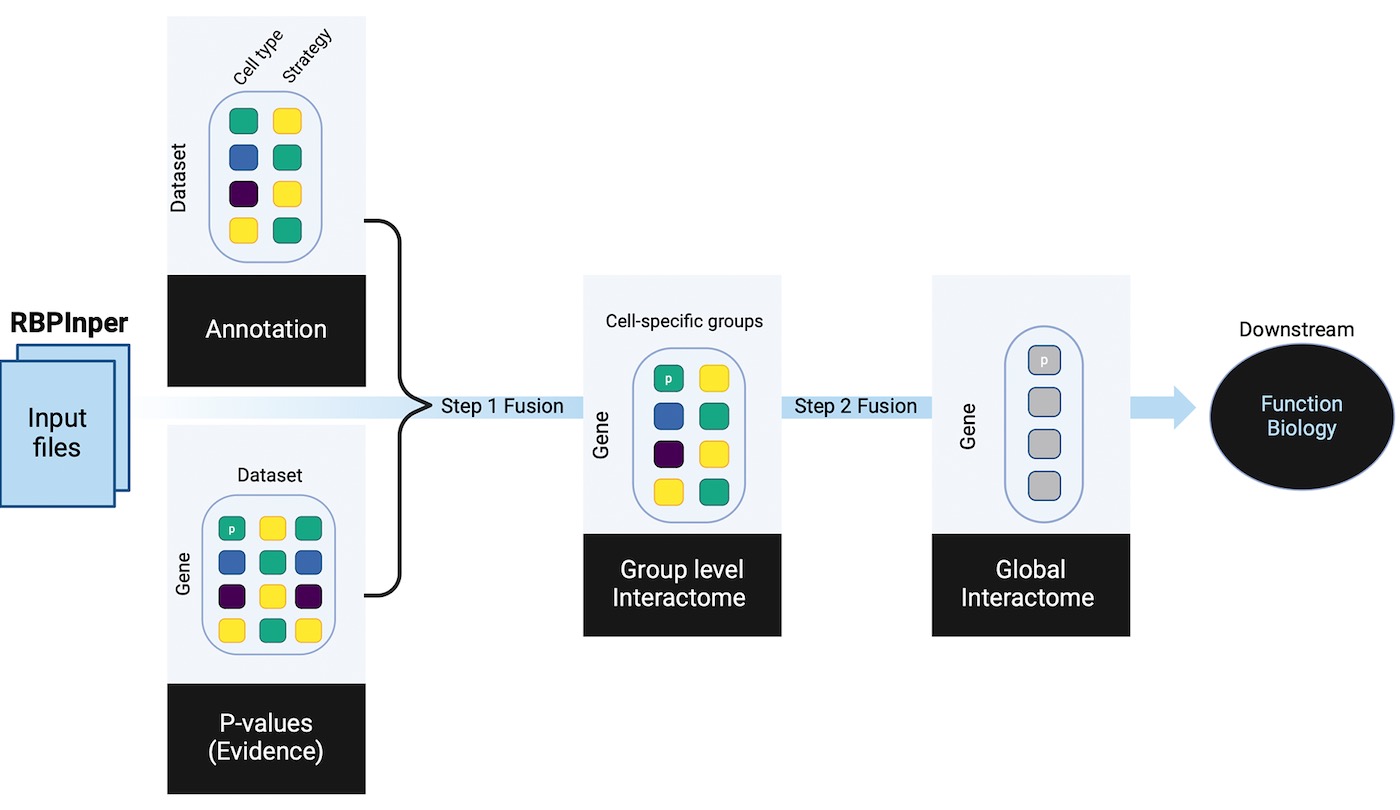 RBPInper
Input
files
Cell type
Strategy
Dataset
Annotation
Dataset
Gene
p
P-values
(Evidence)
Step 1 Fusion
Cell-specific groups
Gene
p
Group level
Interactome
Step 2 Fusion
Gene
p
Global
Interactome
Downstream
Function
Biology